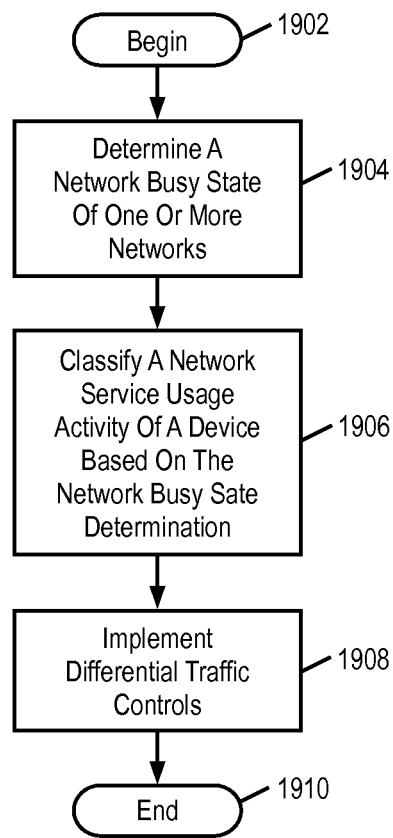 Begin
1902
Determine A
Network Busy State
Of One Or More
Networks
1904
Classify A Network
Service Usage
Activity Of A Device
Based On The
Network Busy Sate
Determination
1906
Implement
Differential Traffic
Controls
1908
End
1910